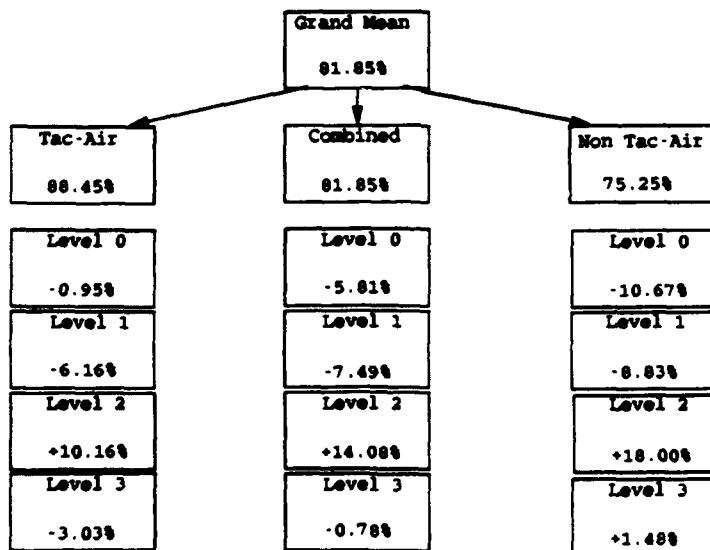 Grand Mean
81.85%
Tac-Air
88.45%
Combined
81.85%
Non Tac-Air
75.25%
Level 0
-0.95%
Level 0
-5.81%
Level 0
-10.67%
Level 1
-6.16%
Level 1
-7.49%
Level 1
-8.83%
Level 2
+10.16%
Level 2
+14.08%
Level 2
+18.00%
Level 3
-3.03%
Level 3
-0.78%
Level 3
+1.48%